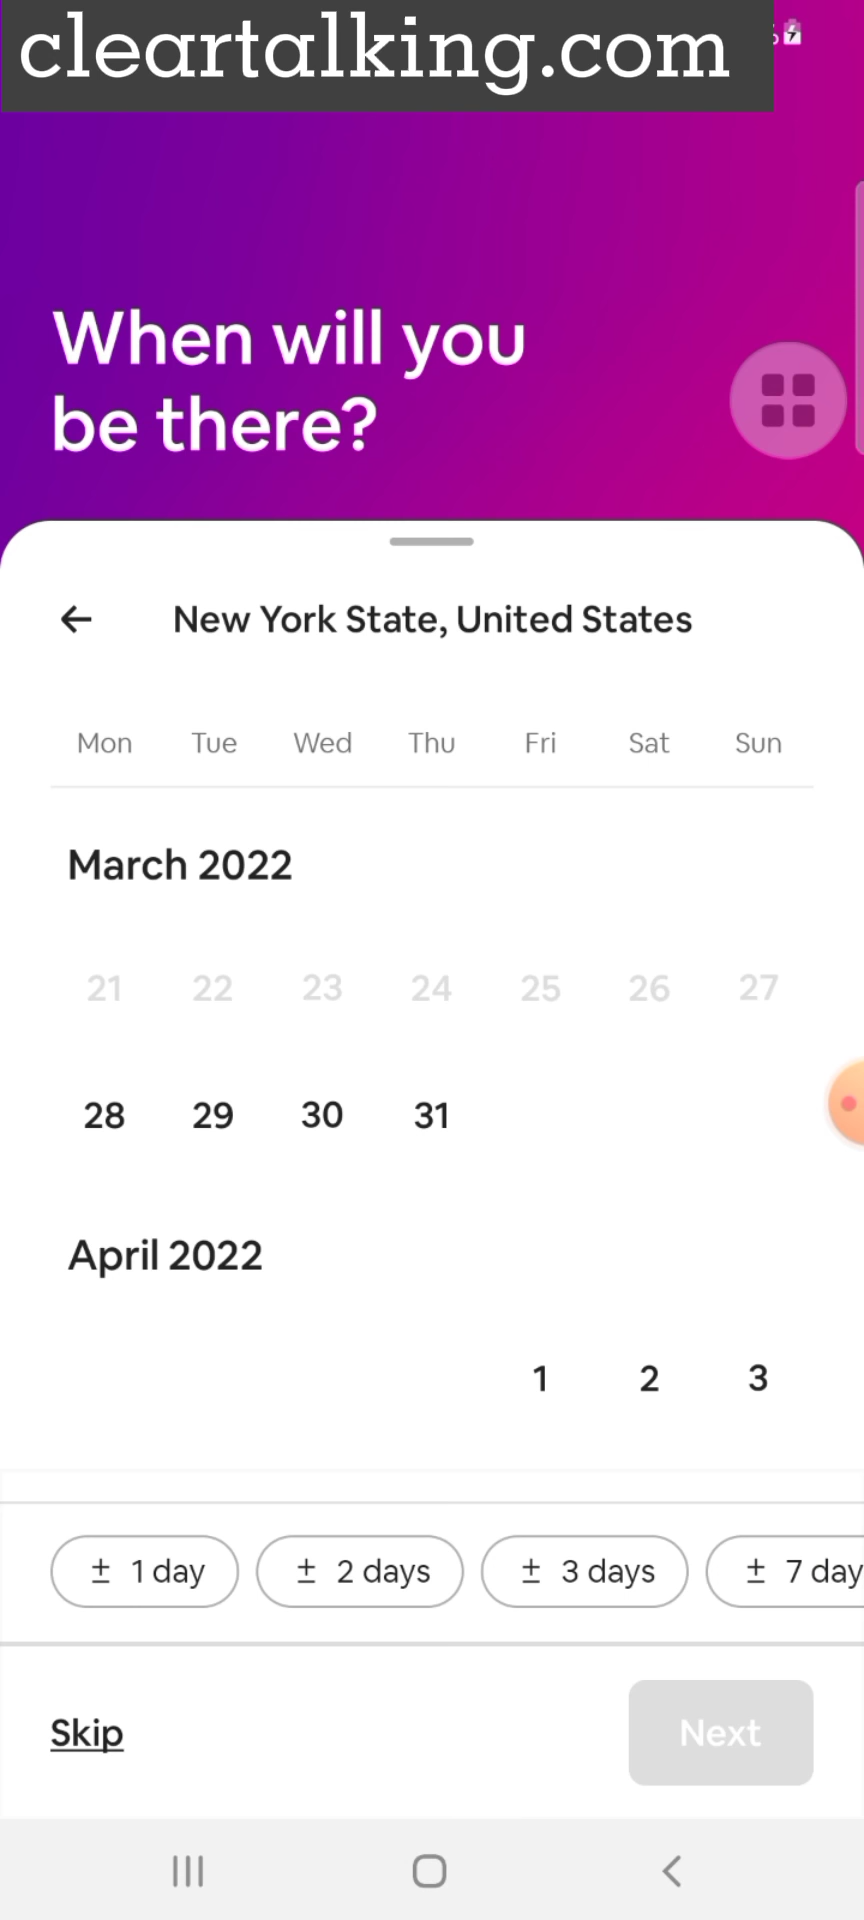 cleartalking.com
When will you
be there?
New York State, United States
Mon Tue Wed Thu Fri Sat Sun
March 2022
21 22 23 24 25 26 27
28 29 30 31
April 2022
1 2 3
± 1 day ± 2 days ± 3 days ± 7 day
Skip Next